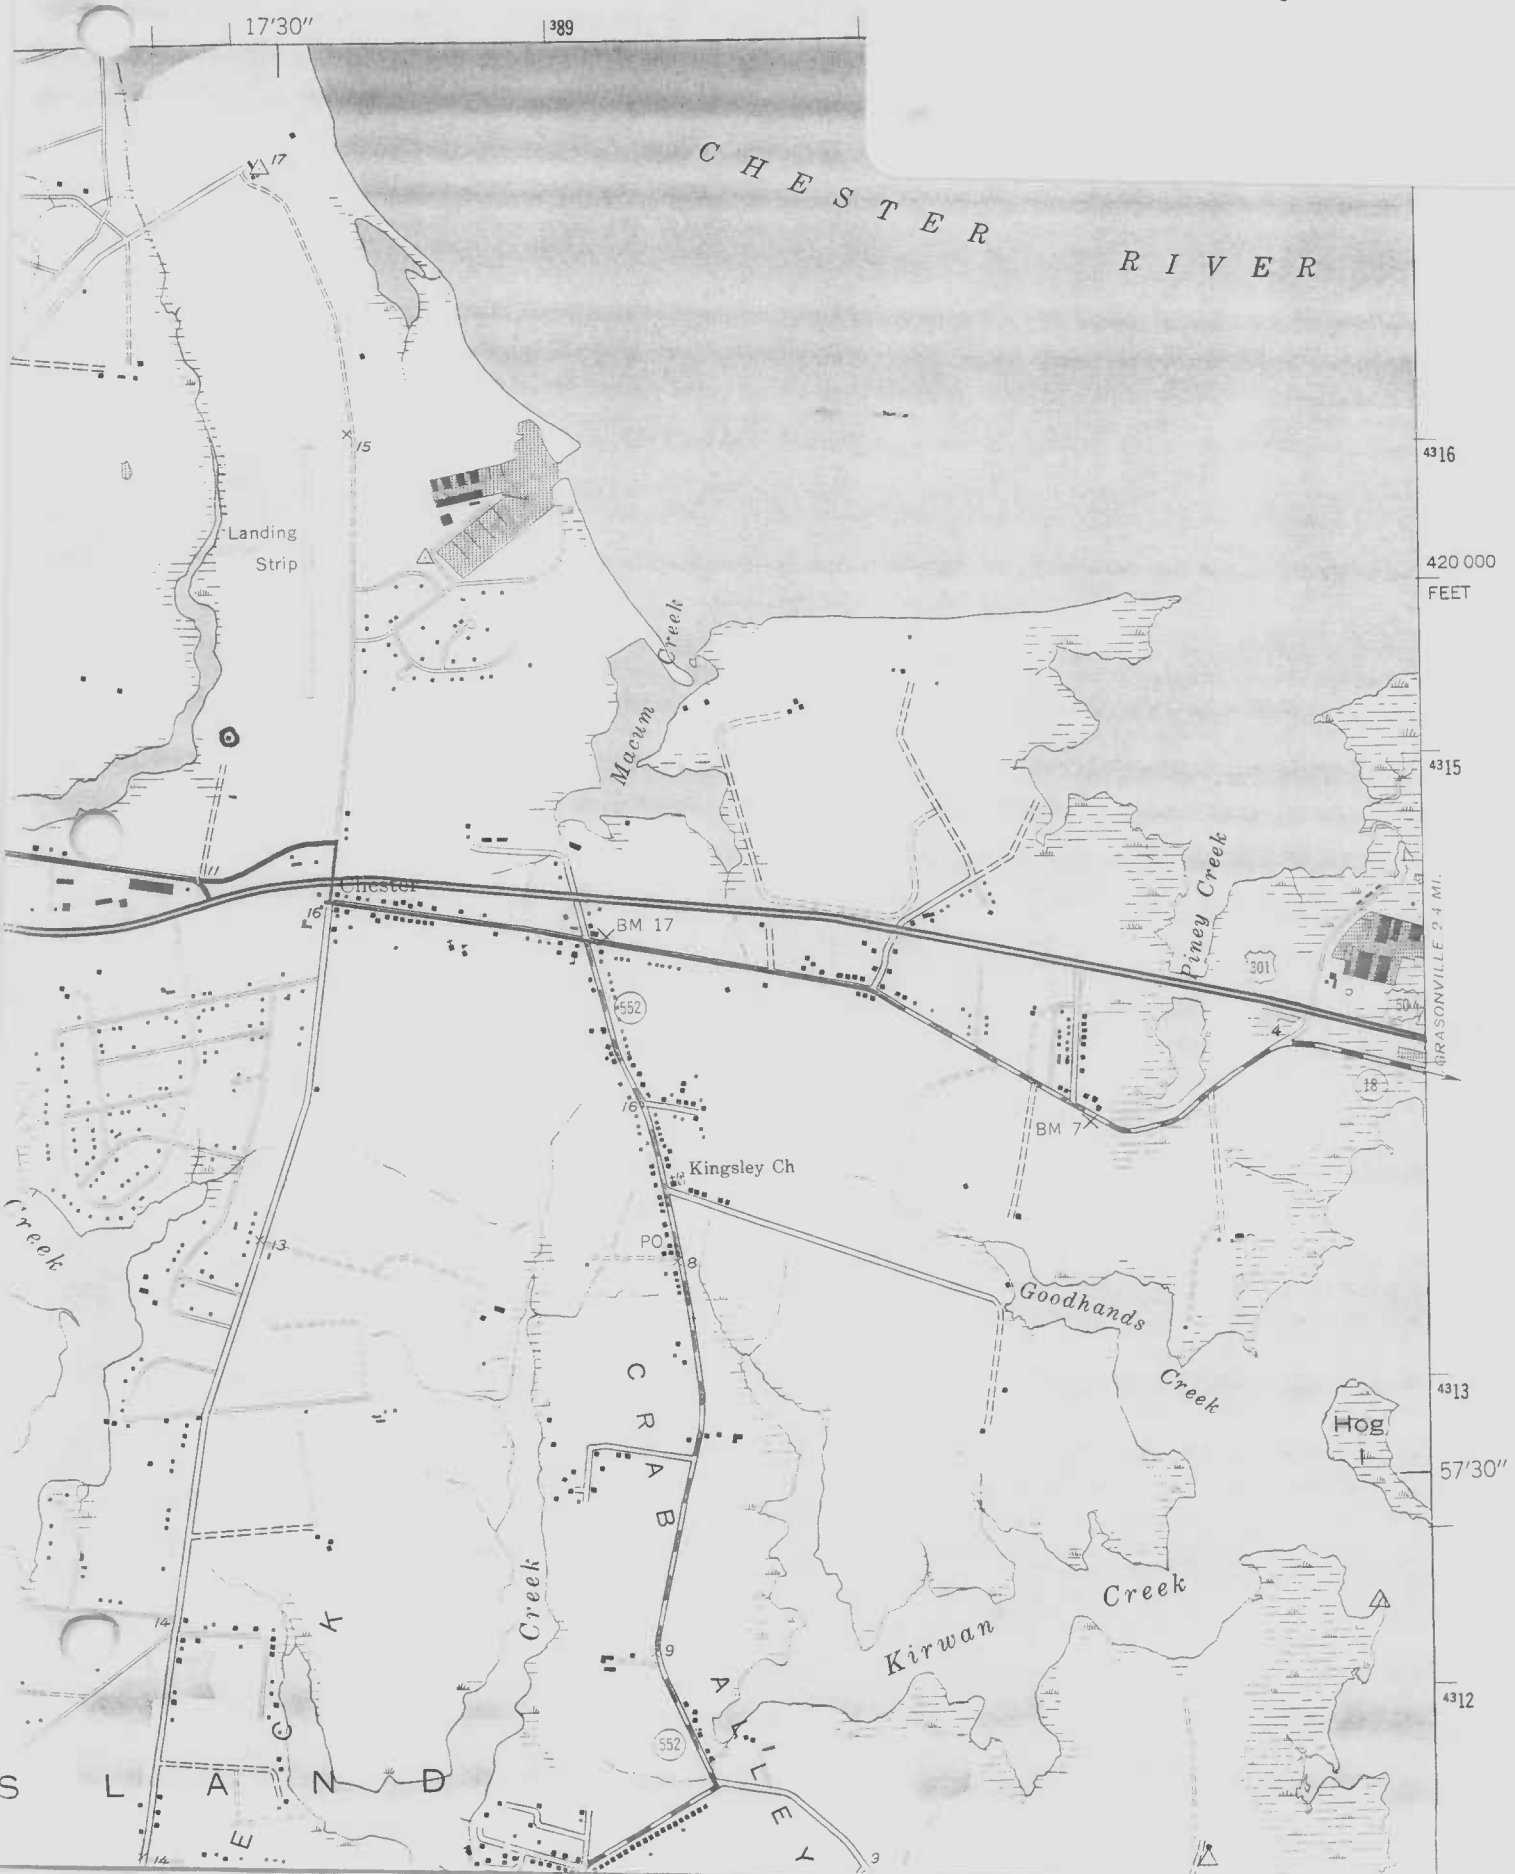 17'30"
389
CHESTER RIVER
17
15
4316
Landing
Strip
420 000
FEET
Macum Creek
4315
Chester
16
BM 17
Piney Creek
301
50
GRASONVILLE 2.4 MI.
552
4
18
16
BM 7
Kingsley Ch
Creek
13
PO
8
Goodhands
Creek
4313
CRAB ALLEY
Hog
I
57'30"
Creek
Kirwan Creek
14
K
9
4312
552
C
SLAND
E
14
9